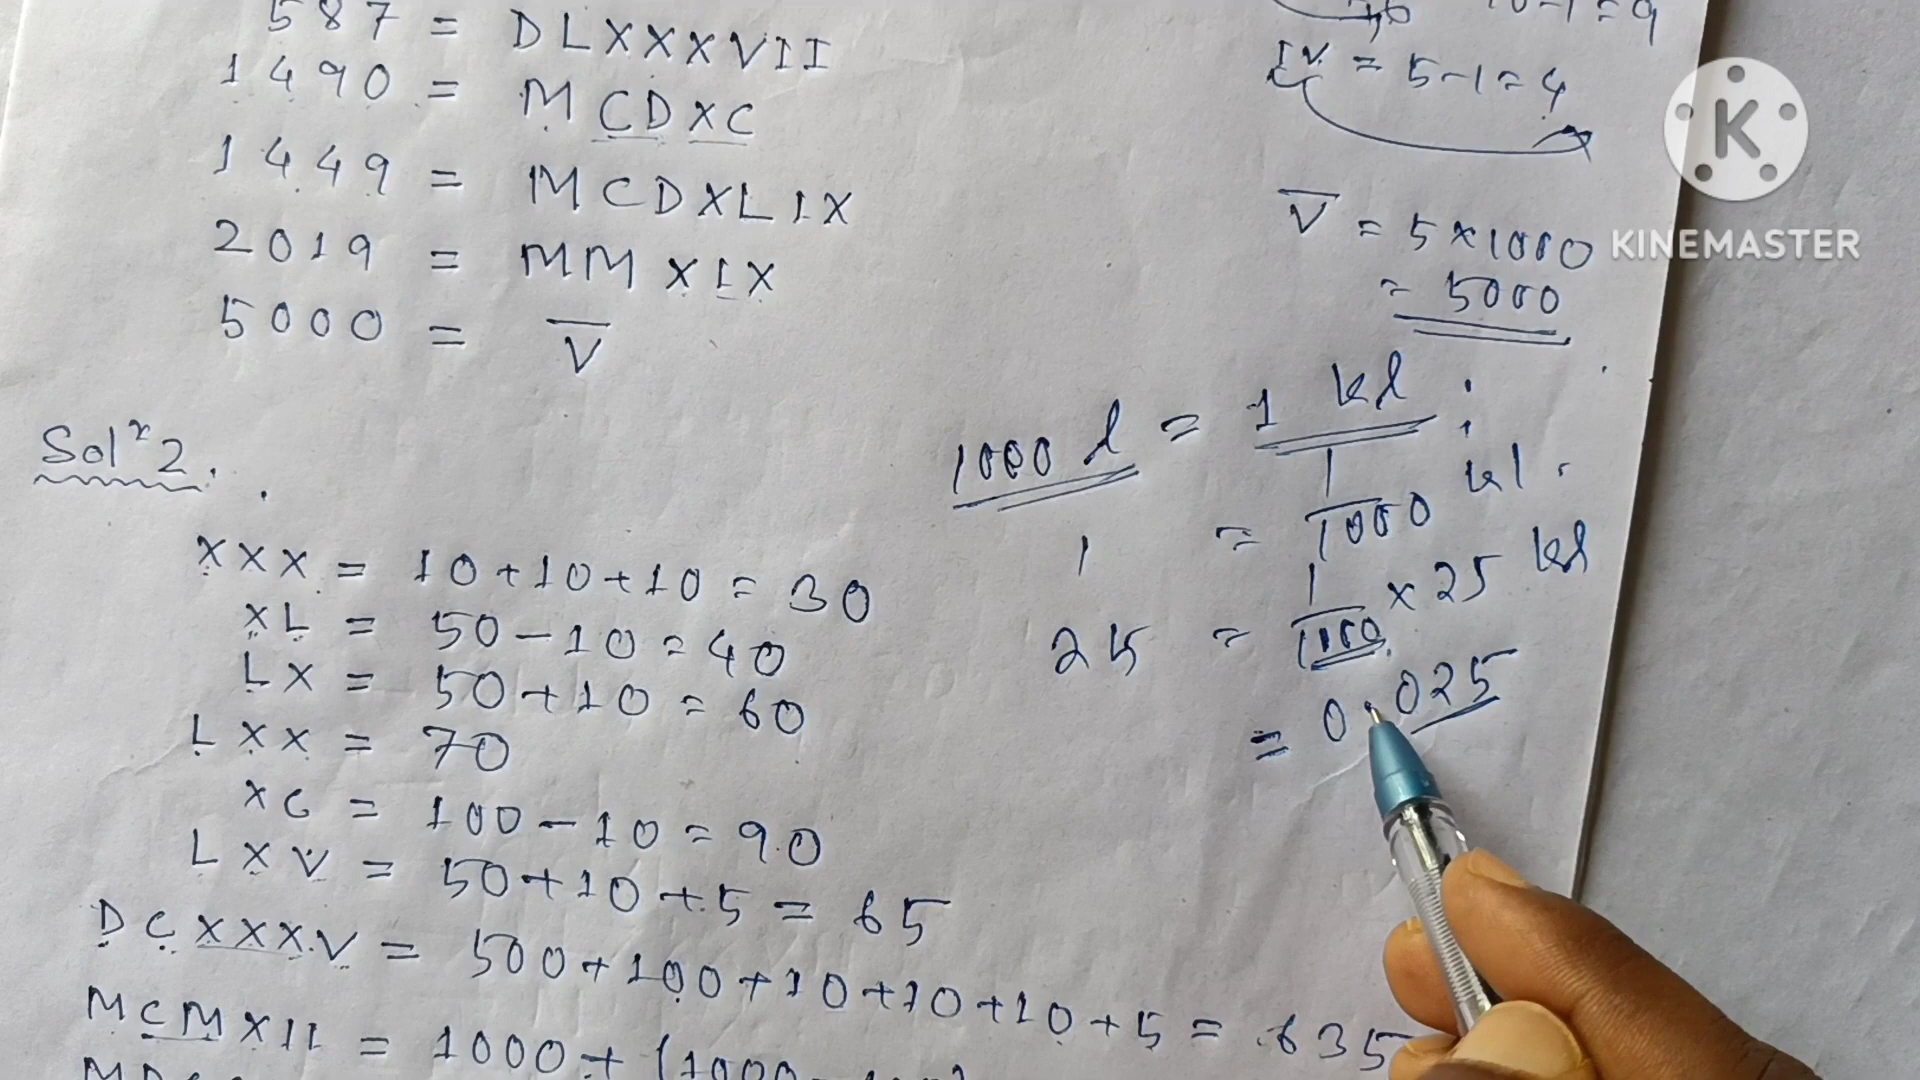 587 = DLXXXVII
1490 = MCDXC
1449 = MCDXLIX
2019 = MMXIX
5000 = V̅
10-1=9
IV = 5-1=4
V̅ = 5×1000
= 5000
KINEMASTER
1000 l = 1 kl
1 = 1/1000 kl.
25 = 1/1000 × 25 kl
= 0.025
Solⁿ 2.
XXX = 10+10+10 = 30
XL = 50-10 = 40
LX = 50+10 = 60
LXX = 70
XC = 100-10 = 90
LXV = 50+10+5 = 65
DCXXXV = 500+100+10+10+10+5 = 635
MCMXII = 1000+(1000